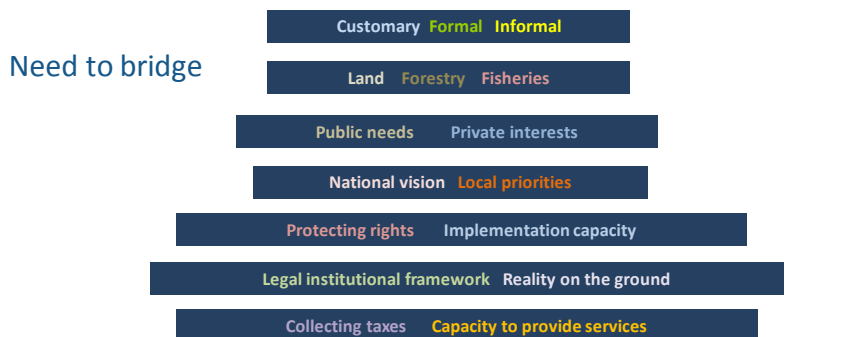 Customary Formal Informal
Need to bridge
Land Forestry Fisheries
Public needs Private interests
National vision Local priorities
Protecting rights Implementation capacity
Legal institutional framework Reality on the ground
Collecting taxes Capacity to provide services